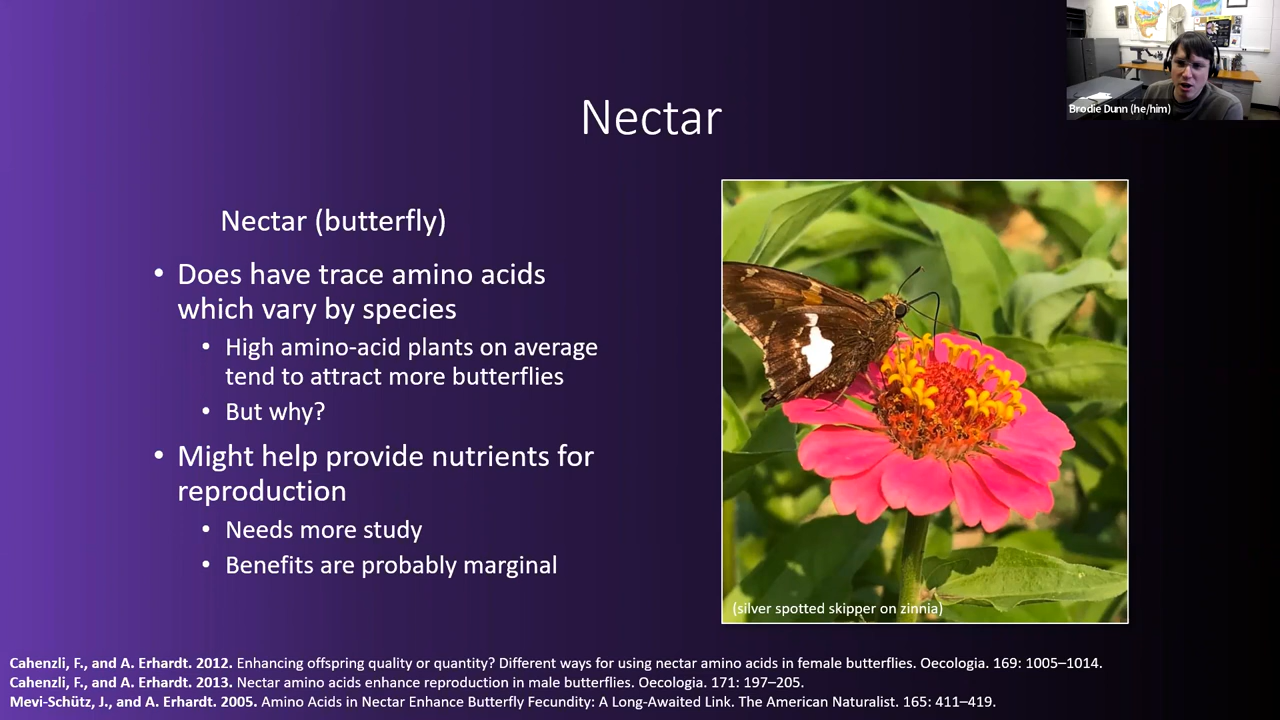 Brodie Dunn (he/him)
Nectar
Nectar (butterfly)
• Does have trace amino acids
which vary by species
• High amino-acid plants on average
tend to attract more butterflies
• But why?
• Might help provide nutrients for
reproduction
• Needs more study
• Benefits are probably marginal
(silver spotted skipper on zinnia)
Cahenzli, F., and A. Erhardt. 2012. Enhancing offspring quality or quantity? Different ways for using nectar amino acids in female butterflies. Oecologia. 169: 1005–1014.
Cahenzli, F., and A. Erhardt. 2013. Nectar amino acids enhance reproduction in male butterflies. Oecologia. 171: 197–205.
Mevi-Schütz, J., and A. Erhardt. 2005. Amino Acids in Nectar Enhance Butterfly Fecundity: A Long-Awaited Link. The American Naturalist. 165: 411–419.